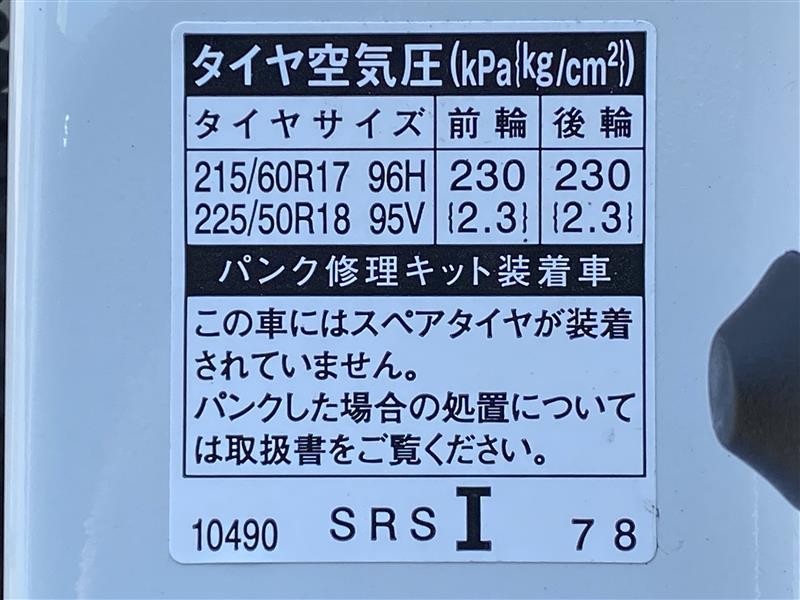 タイヤ空気圧(kPa{kg/cm²})
タイヤサイズ 前輪 後輪
215/60R17 96H 230 230
225/50R18 95V {2.3} {2.3}
パンク修理キット装着車
この車にはスペアタイヤが装着
されていません。
パンクした場合の処置について
は取扱書をご覧ください。
10490 SRS I 78